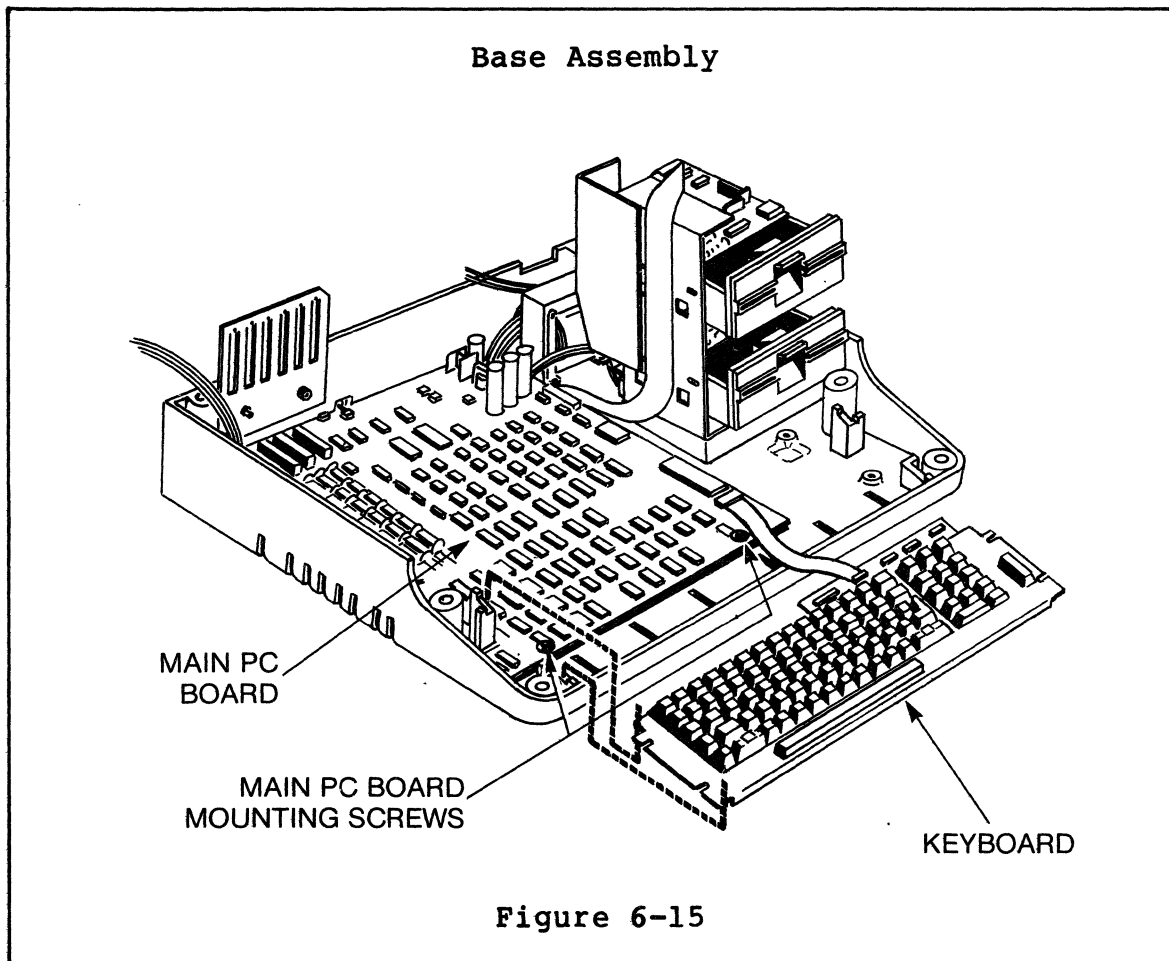 Base Assembly
MAIN PC
BOARD
MAIN PC BOARD
MOUNTING SCREWS
KEYBOARD
Figure 6-15